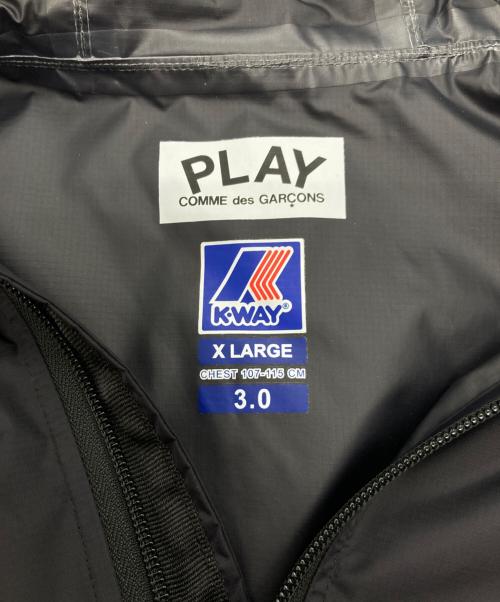 PLAY
COMME des GARÇONS
K-WAY®
X LARGE
CHEST 107-115 CM
3.0